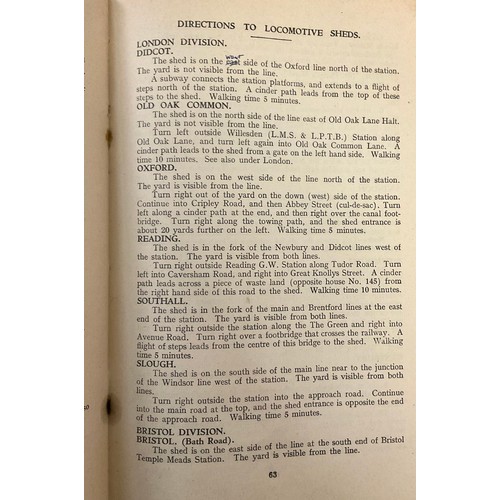 DIRECTIONS TO LOCOMOTIVE SHEDS.
LONDON DIVISION.
DIDCOT.
The shed is on the west side of the Oxford line north of the station.
The yard is not visible from the line.
A subway connects the station platforms, and extends to a flight of
steps north of the station. A cinder path leads from the top of these
steps to the shed. Walking time 5 minutes.
OLD OAK COMMON.
The shed is on the north side of the line east of Old Oak Lane Halt.
The yard is not visible from the line.
Turn left outside Willesden (L.M.S. & L.P.T.B.) Station along
Old Oak Lane, and turn left again into Old Oak Common Lane. A
cinder path leads to the shed from a gate on the left hand side. Walking
time 10 minutes. See also under London.
OXFORD.
The shed is on the west side of the line north of the station.
The yard is visible from the line.
Turn right out of the yard on the down (west) side of the station.
Continue into Cripley Road, and then Abbey Street (cul-de-sac). Turn
left along a cinder path at the end, and then right over the canal foot-
bridge. Turn right along the towing path, and the shed entrance is
about 20 yards further on the left. Walking time 5 minutes.
READING.
The shed is in the fork of the Newbury and Didcot lines west of
the station. The yard is visible from both lines.
Turn right outside Reading G.W. Station along Tudor Road. Turn
left into Caversham Road, and right into Great Knollys Street. A cinder
path leads across a piece of waste land (opposite house No. 145) from
the right hand side of this road to the shed. Walking time 10 minutes.
SOUTHALL.
The shed is in the fork of the main and Brentford lines at the east
end of the station. The yard is visible from both lines.
Turn right outside the station along the The Green and right into
Avenue Road. Turn right over a footbridge that crosses the railway. A
flight of steps leads from the centre of this bridge to the shed. Walking
time 5 minutes.
SLOUGH.
The shed is on the south side of the main line near to the junction
of the Windsor line west of the station. The yard is visible from both
lines.
Turn right outside the station into the approach road. Continue
into the main road at the top, and the shed entrance is opposite the end
of the approach road. Walking time 5 minutes.
BRISTOL DIVISION.
BRISTOL. (Bath Road).
The shed is on the east side of the line at the south end of Bristol
Temple Meads Station. The yard is visible from the line.
63